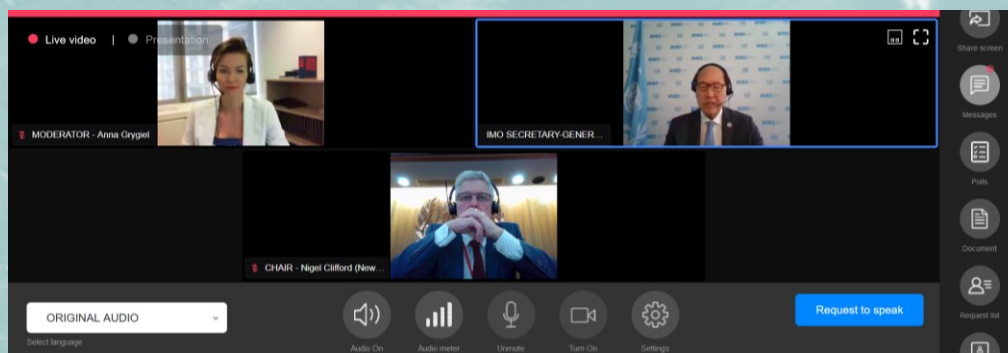 Live video | Presentation
MODERATOR - Anna Grygiel
IMO SECRETARY-GENER...
CHAIR - Nigel Clifford (New...
ORIGINAL AUDIO
Select language
Audio On
Audio meter
Unmute
Turn On
Settings
Request to speak
Share screen
Messages
Polls
Document
Request list